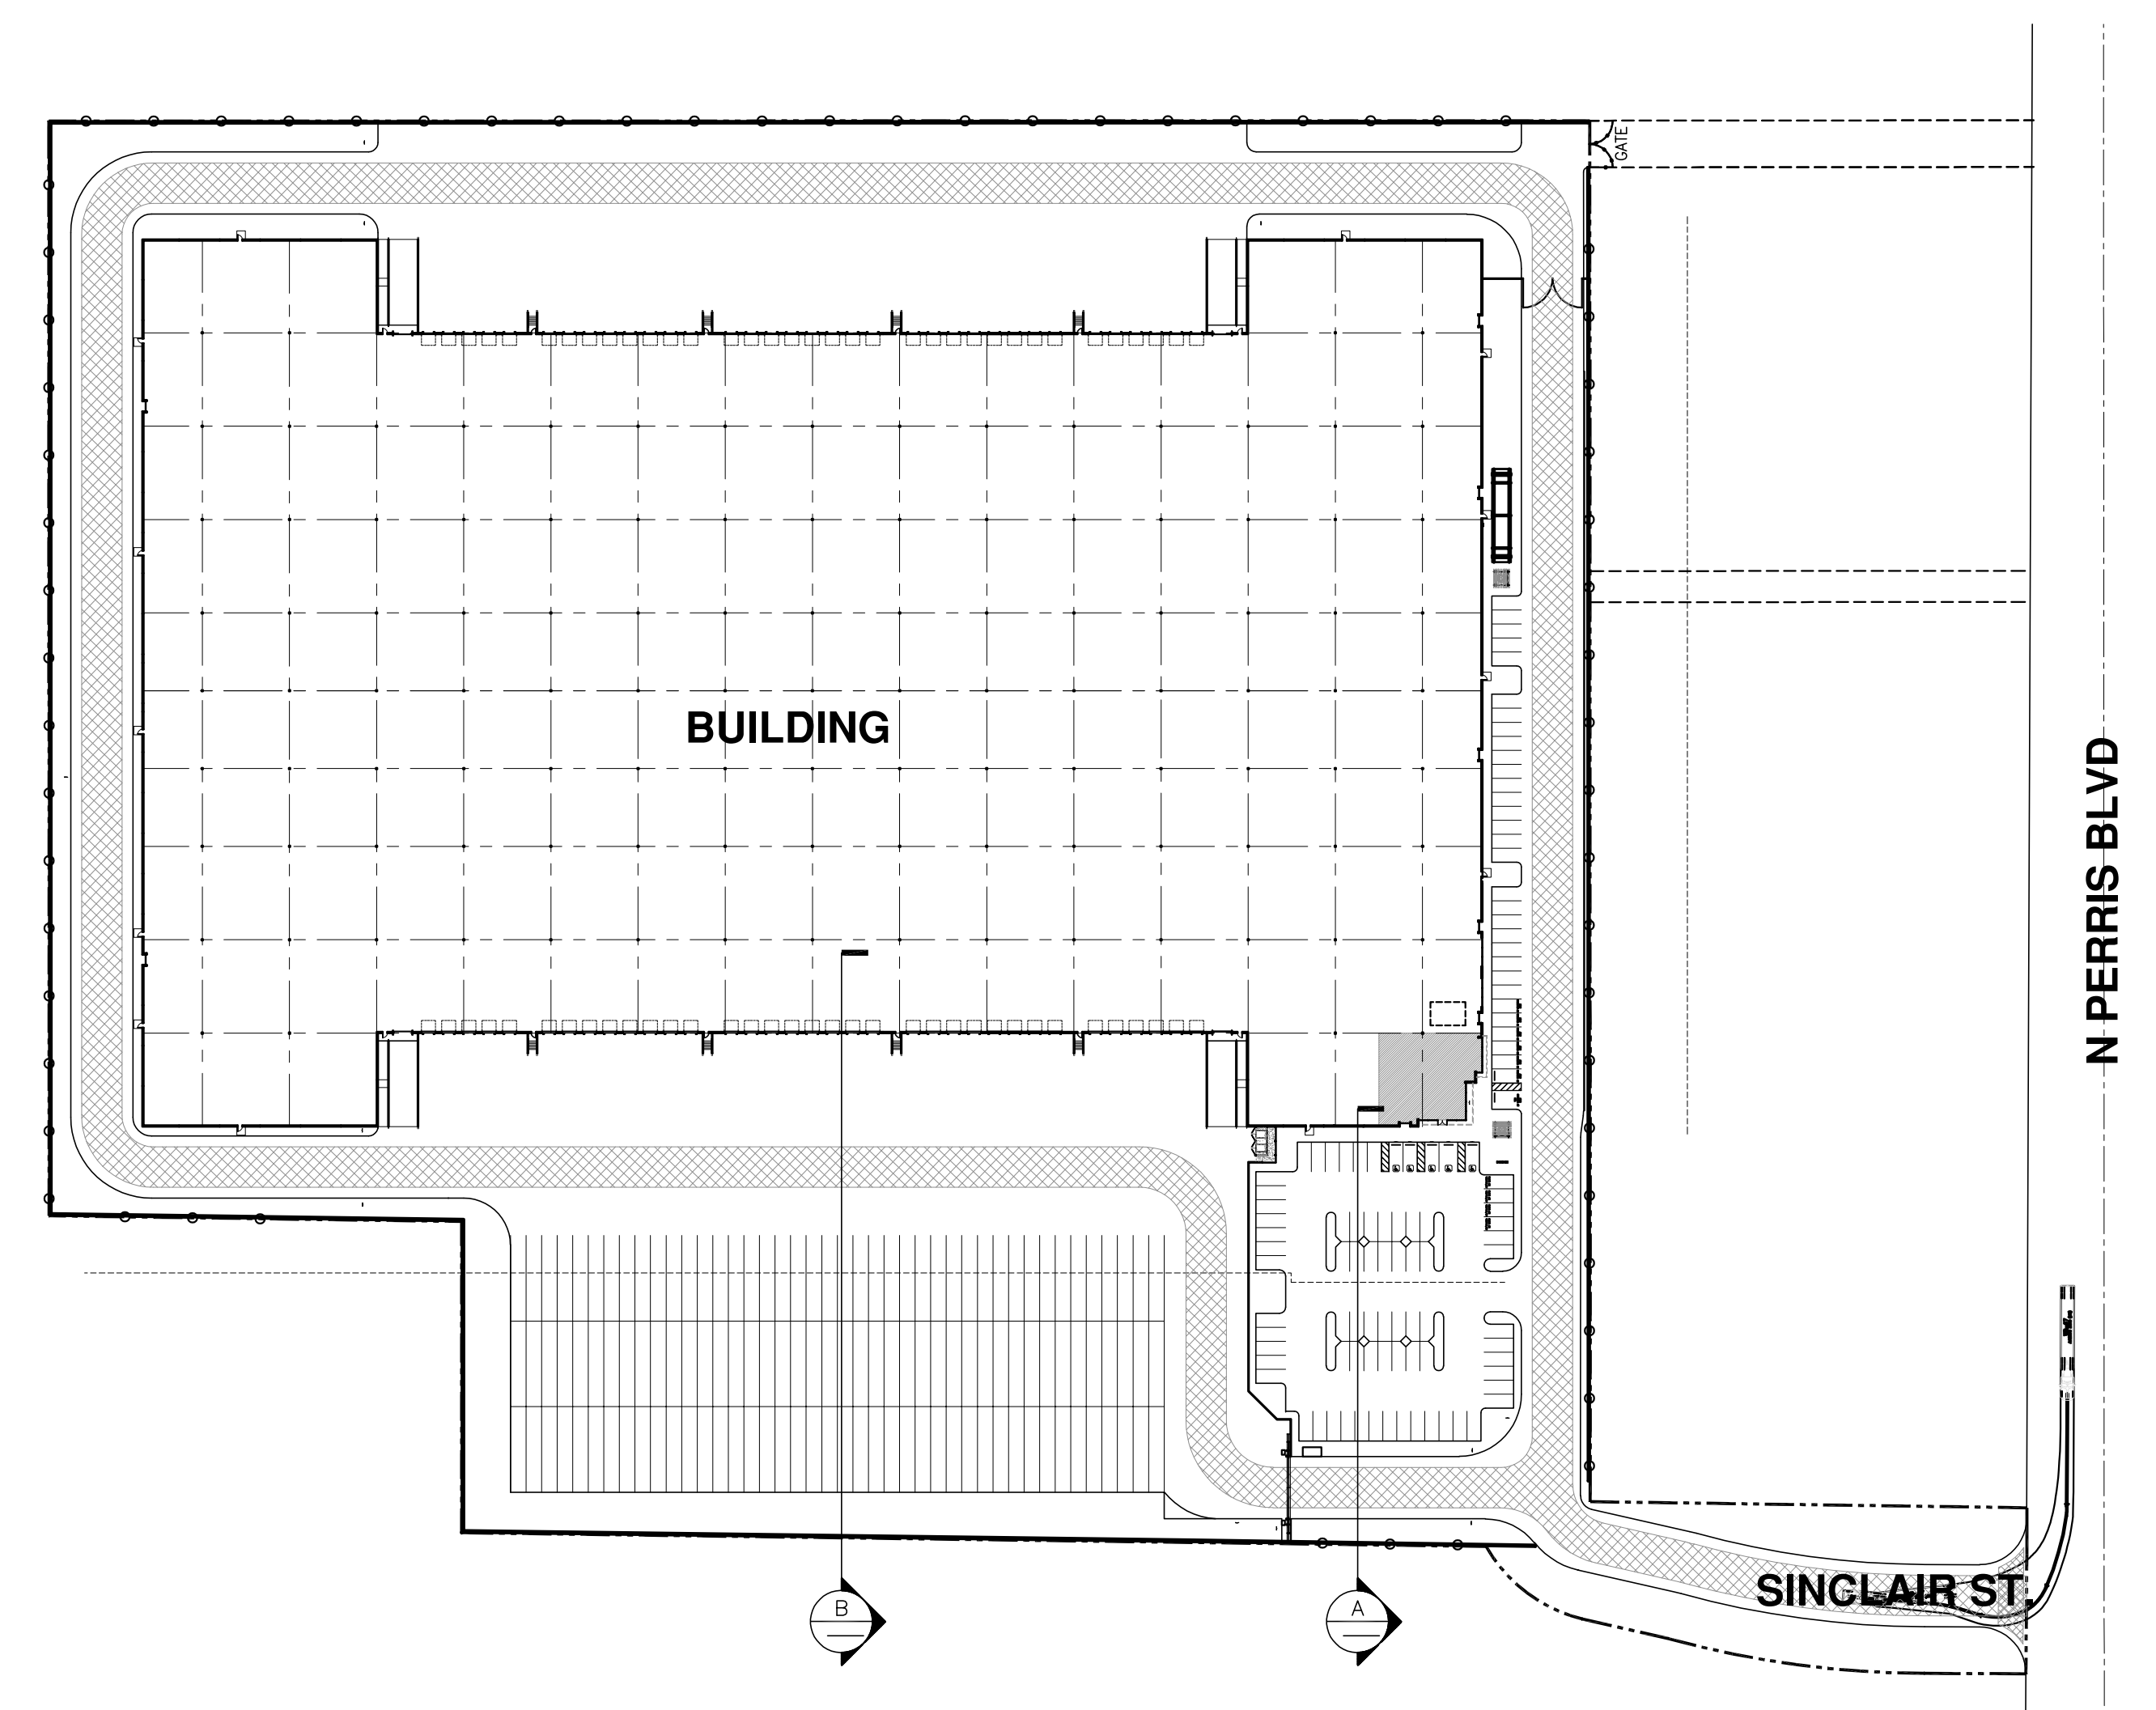 GATE
BUILDING
N PERRIS BLVD
SINCLAIR ST
B
A